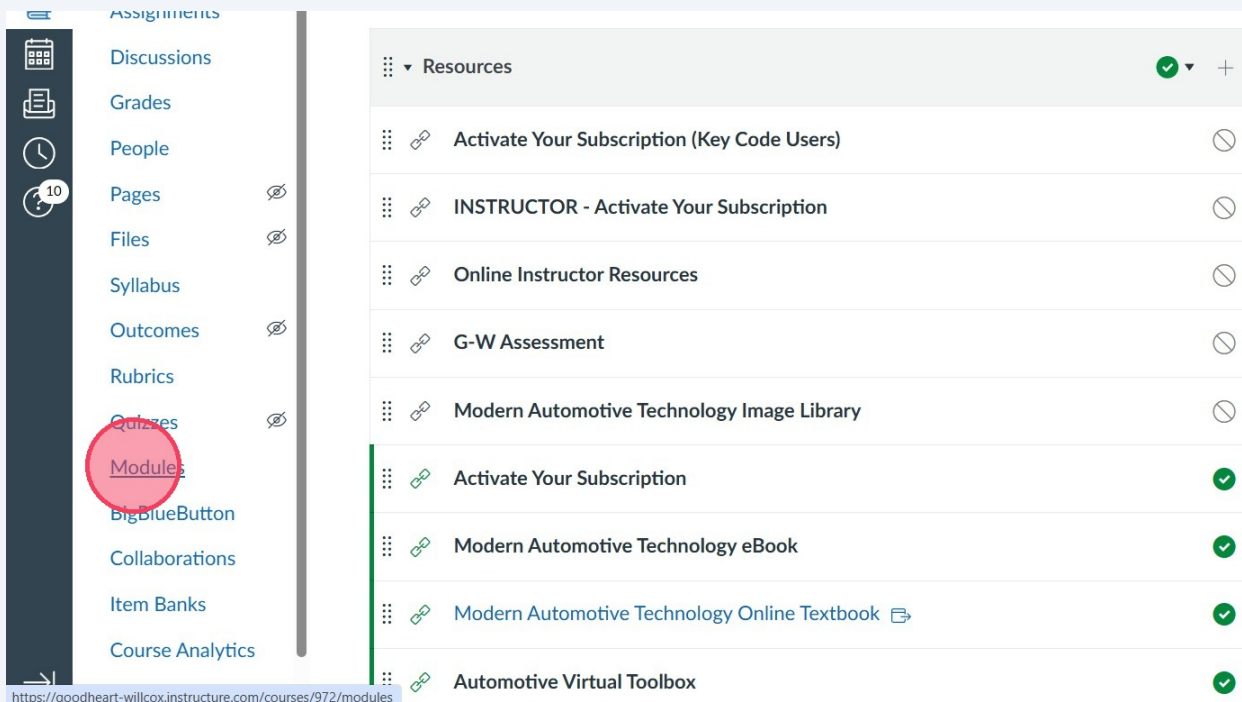 Assignments
Discussions
Grades
People
Pages
Files
Syllabus
Outcomes
Rubrics
Quizzes
Modules
BigBlueButton
Collaborations
Item Banks
Course Analytics
10
https://goodheart-willcox.instructure.com/courses/972/modules
Resources
Activate Your Subscription (Key Code Users)
INSTRUCTOR - Activate Your Subscription
Online Instructor Resources
G-W Assessment
Modern Automotive Technology Image Library
Activate Your Subscription
Modern Automotive Technology eBook
Modern Automotive Technology Online Textbook
Automotive Virtual Toolbox